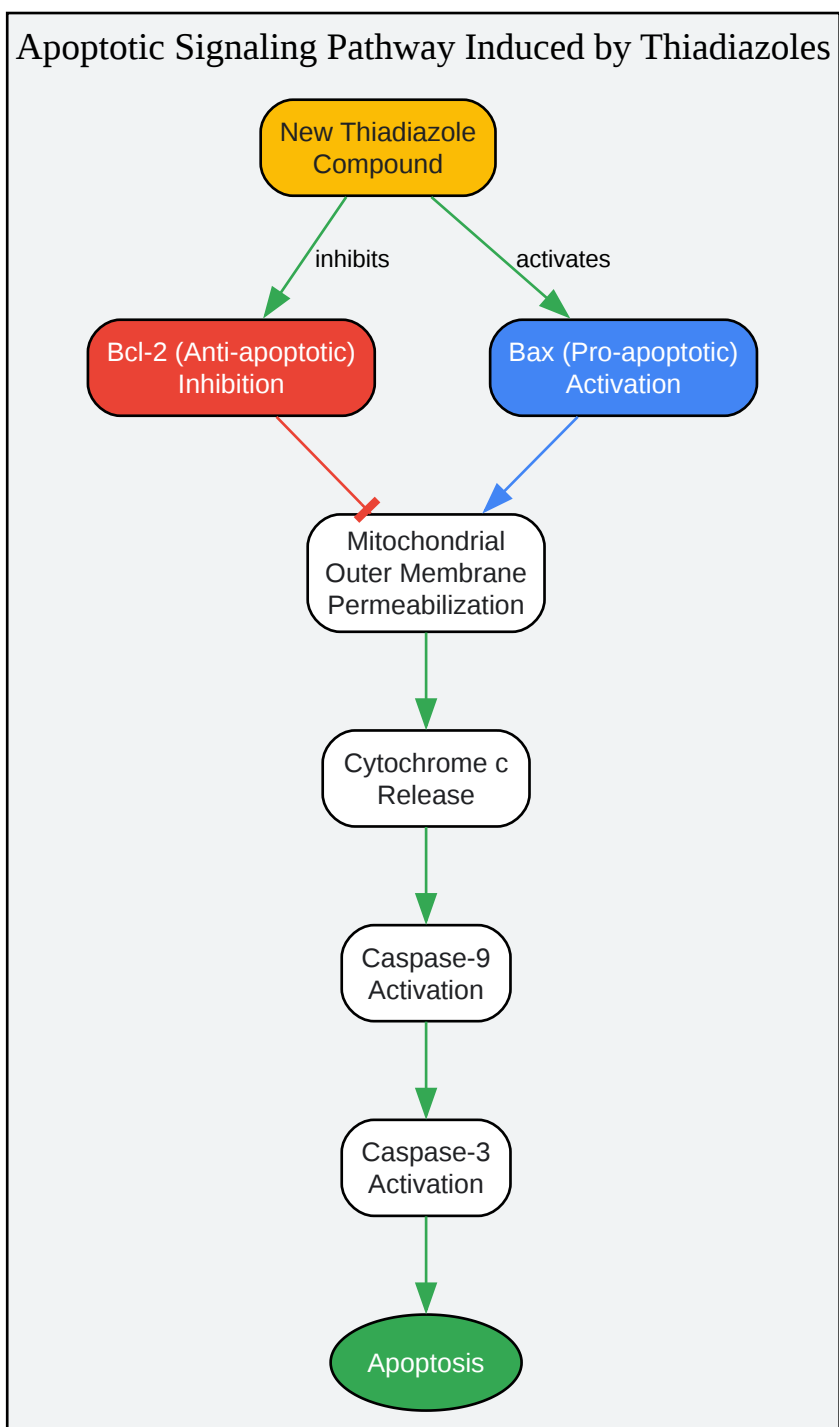 Apoptotic Signaling Pathway Induced by Thiadiazoles
New Thiadiazole
Compound
inhibits
activates
Bcl-2 (Anti-apoptotic)
Inhibition
Bax (Pro-apoptotic)
Activation
Mitochondrial
Outer Membrane
Permeabilization
Cytochrome c
Release
Caspase-9
Activation
Caspase-3
Activation
Apoptosis